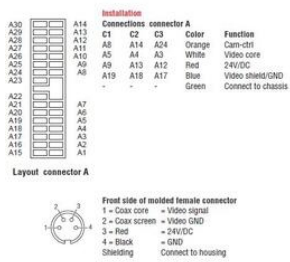 Installation
Connections connector A
C1 C2 C3 Color Function
A8 A14 A24 Orange Cam-ctrl
A5 A4 A3 White Video core
A9 A13 A12 Red 24V/DC
A19 A18 A17 Blue Video shield/GND
- - - Green Connect to chassis
A30 A14
A29 A13
A28 A12
A27 A11
A26 A10
A25 A9
A24 A8
A23
A22
A21 A7
A20 A6
A19 A5
A18 A4
A17 A3
A16 A2
A15 A1
Layout connector A
Front side of molded female connector
1 = Coax core = Video signal
2 = Coax screen = Video GND
3 = Red = 24V/DC
4 = Black = GND
Shielding Connect to housing
2 3
1 4